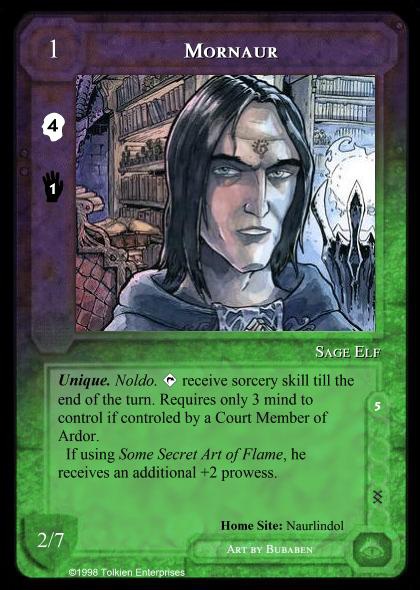 1
MORNAUR
4
1
SAGE ELF
Unique. Noldo. receive sorcery skill till the
end of the turn. Requires only 3 mind to
control if controled by a Court Member of
Ardor.
If using Some Secret Art of Flame, he
receives an additional +2 prowess.
5
Home Site: Naurlindol
2/7
ART BY BUBABEN
©1998 Tolkien Enterprises